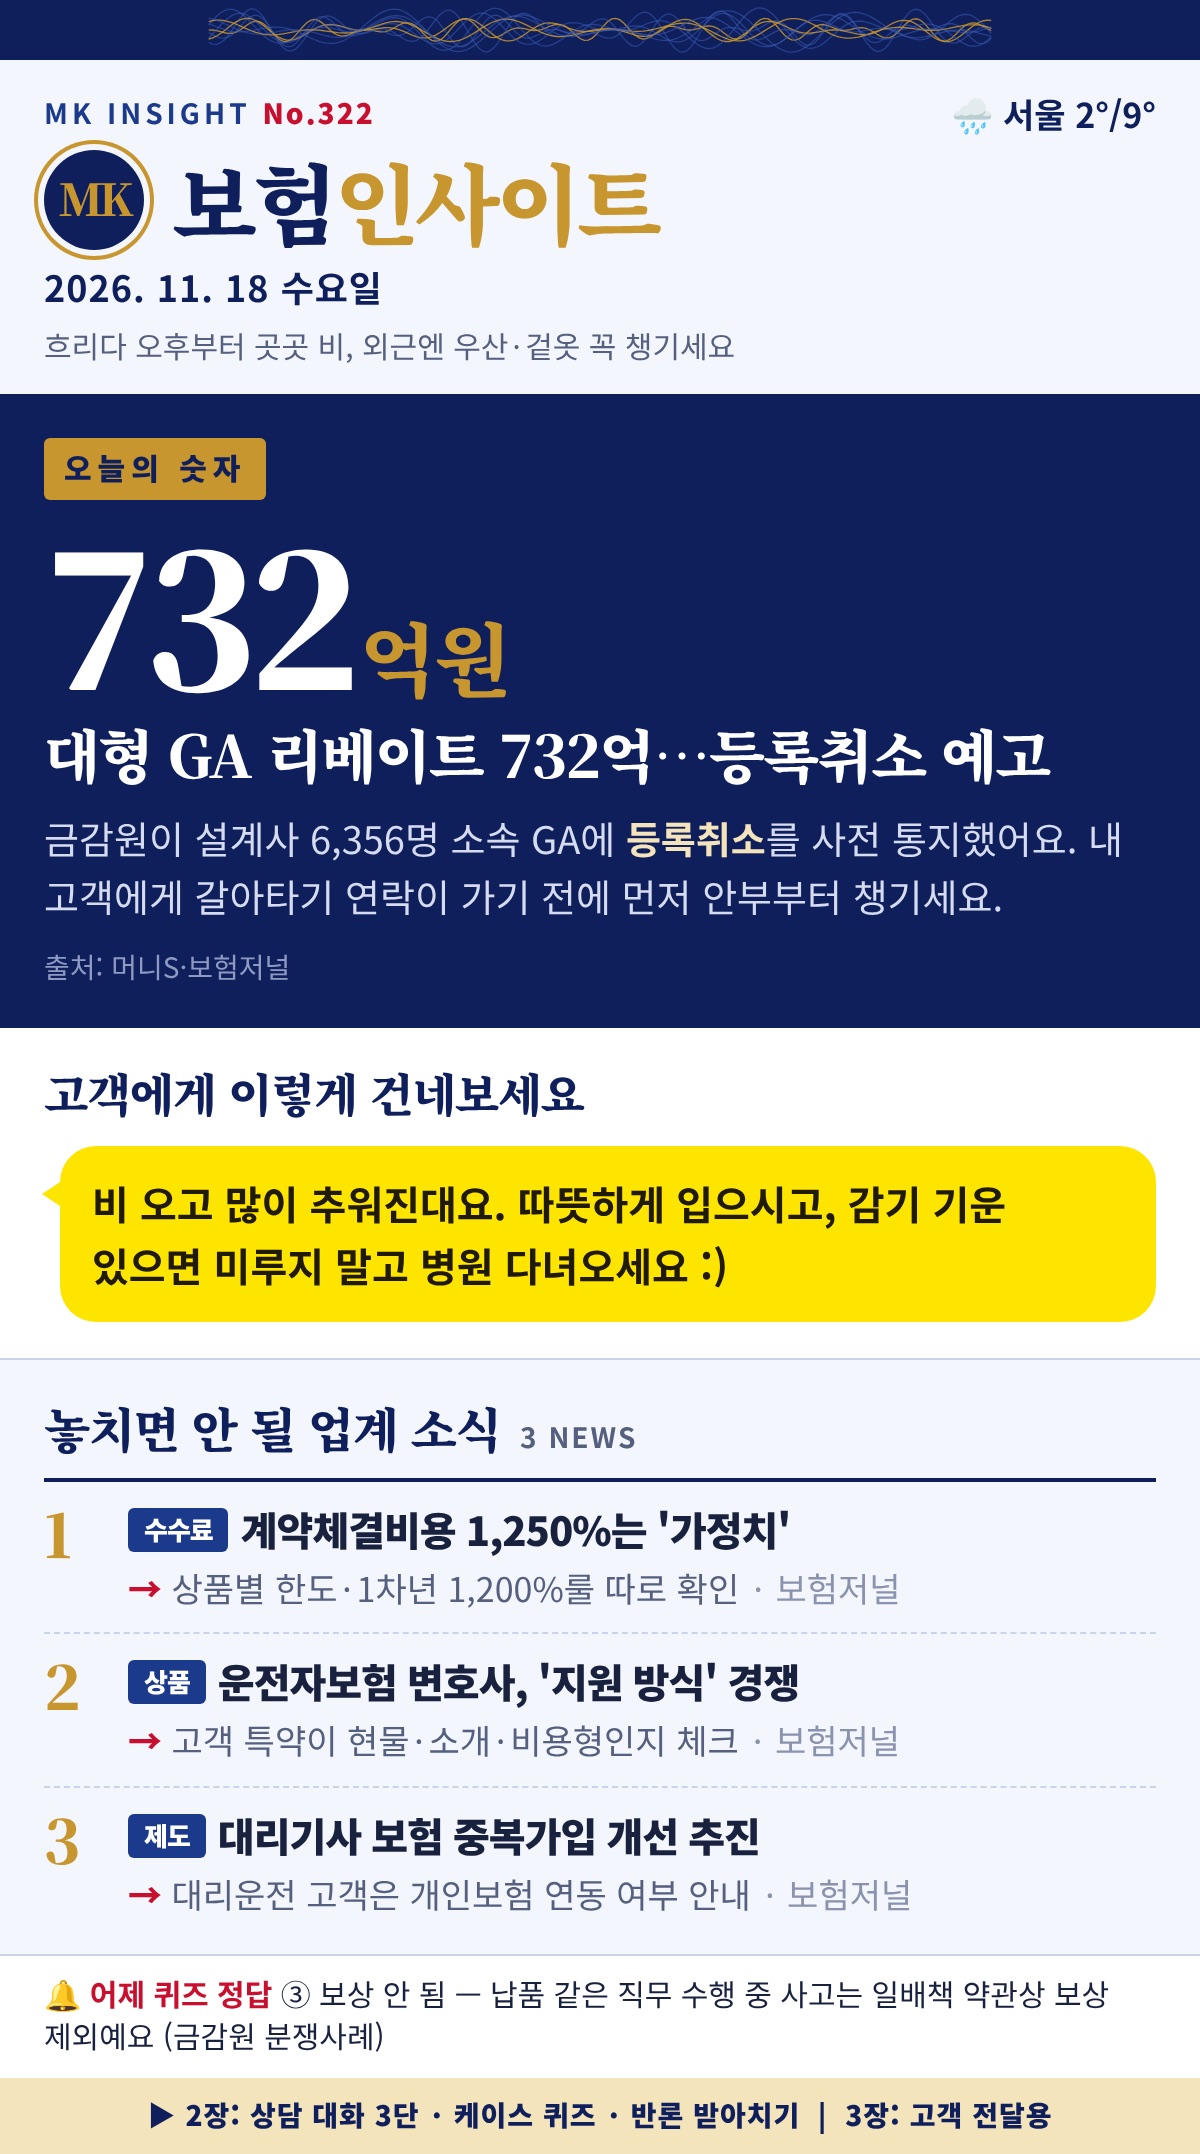 MK INSIGHT No.322
🌧️ 서울 2°/9°
MK 보험인사이트
2026. 11. 18 수요일
흐리다 오후부터 곳곳 비, 외근엔 우산·겉옷 꼭 챙기세요
오늘의 숫자
732억원
대형 GA 리베이트 732억…등록취소 예고
금감원이 설계사 6,356명 소속 GA에 등록취소를 사전 통지했어요. 내
고객에게 갈아타기 연락이 가기 전에 먼저 안부부터 챙기세요.
출처: 머니S·보험저널
고객에게 이렇게 건네보세요
비 오고 많이 추워진대요. 따뜻하게 입으시고, 감기 기운
있으면 미루지 말고 병원 다녀오세요 :)
놓치면 안 될 업계 소식 3 NEWS
1 수수료 계약체결비용 1,250%는 '가정치'
→ 상품별 한도·1차년 1,200%룰 따로 확인 · 보험저널
2 상품 운전자보험 변호사, '지원 방식' 경쟁
→ 고객 특약이 현물·소개·비용형인지 체크 · 보험저널
3 제도 대리기사 보험 중복가입 개선 추진
→ 대리운전 고객은 개인보험 연동 여부 안내 · 보험저널
🔔 어제 퀴즈 정답 ③ 보상 안 됨 — 납품 같은 직무 수행 중 사고는 일배책 약관상 보상
제외예요 (금감원 분쟁사례)
▶ 2장: 상담 대화 3단 · 케이스 퀴즈 · 반론 받아치기 | 3장: 고객 전달용